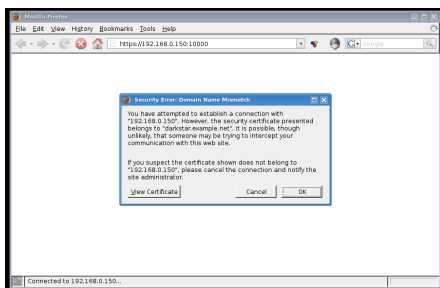 Mozilla Firefox
File Edit View History Bookmarks Tools Help
https://192.168.0.150:10000
Google
Security Error: Domain Name Mismatch
You have attempted to establish a connection with
"192.168.0.150". However, the security certificate presented
belongs to "darkstar.example.net". It is possible, though
unlikely, that someone may be trying to intercept your
communication with this web site.
If you suspect the certificate shown does not belong to
"192.168.0.150", please cancel the connection and notify the
site administrator.
View Certificate Cancel OK
Connected to 192.168.0.150...